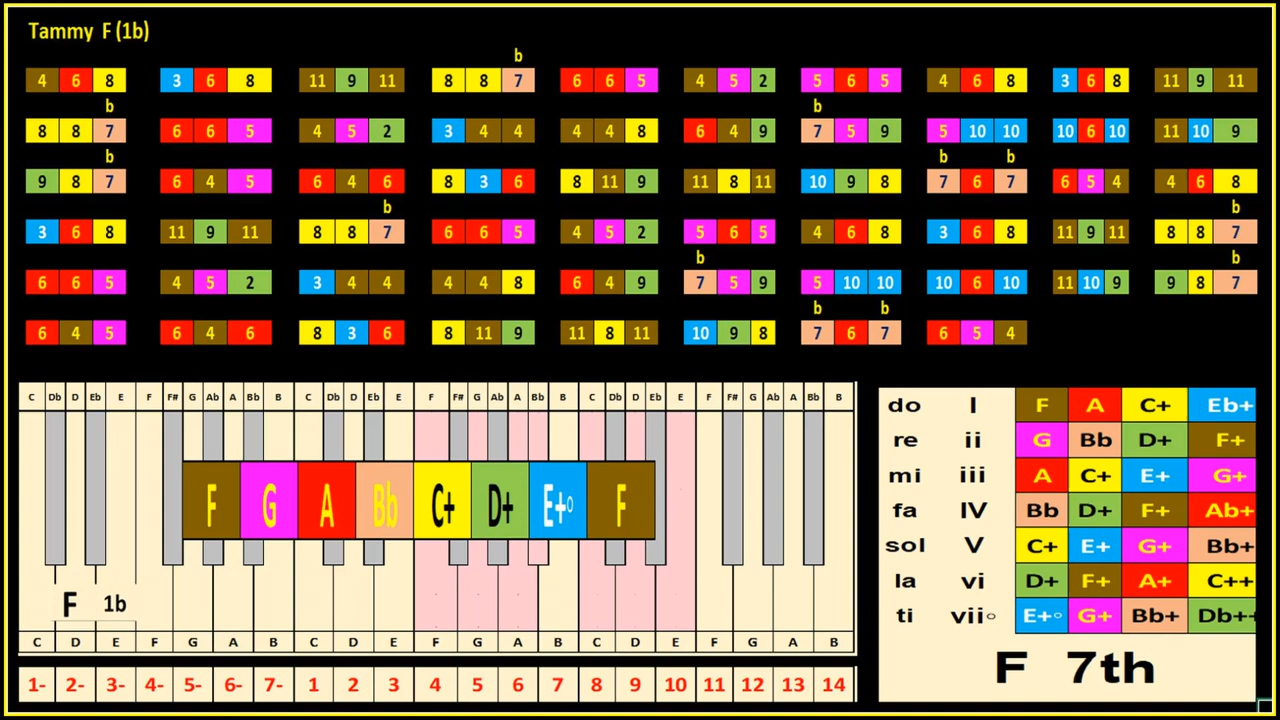 Tammy F (1b)
b
4 6 8 3 6 8 11 9 11 8 8 7 6 6 5 4 5 2 5 6 5 4 6 8 3 6 8 11 9 11
b b
8 8 7 6 6 5 4 5 2 3 4 4 4 4 8 6 4 9 7 5 9 5 10 10 10 6 10 11 10 9
b b b
9 8 7 6 4 5 6 4 6 8 3 6 8 11 9 11 8 11 10 9 8 7 6 7 6 5 4 4 6 8
b b
3 6 8 11 9 11 8 8 7 6 6 5 4 5 2 5 6 5 4 6 8 3 6 8 11 9 11 8 8 7
b b
6 6 5 4 5 2 3 4 4 4 4 8 6 4 9 7 5 9 5 10 10 10 6 10 11 10 9 9 8 7
b b
6 4 5 6 4 6 8 3 6 8 11 9 11 8 11 10 9 8 7 6 7 6 5 4
C Db D Eb E F F# G Ab A Bb B C Db D Eb E F F# G Ab A Bb B C Db D Eb E F F# G Ab A Bb B
F G A Bb C+ D+ E+° F
F 1b
C D E F G A B C D E F G A B C D E F G A B
1- 2- 3- 4- 5- 6- 7- 1 2 3 4 5 6 7 8 9 10 11 12 13 14
do I F A C+ Eb+
re ii G Bb D+ F+
mi iii A C+ E+ G+
fa IV Bb D+ F+ Ab+
sol V C+ E+ G+ Bb+
la vi D+ F+ A+ C++
ti vii° E+° G+ Bb+ Db++
F 7th